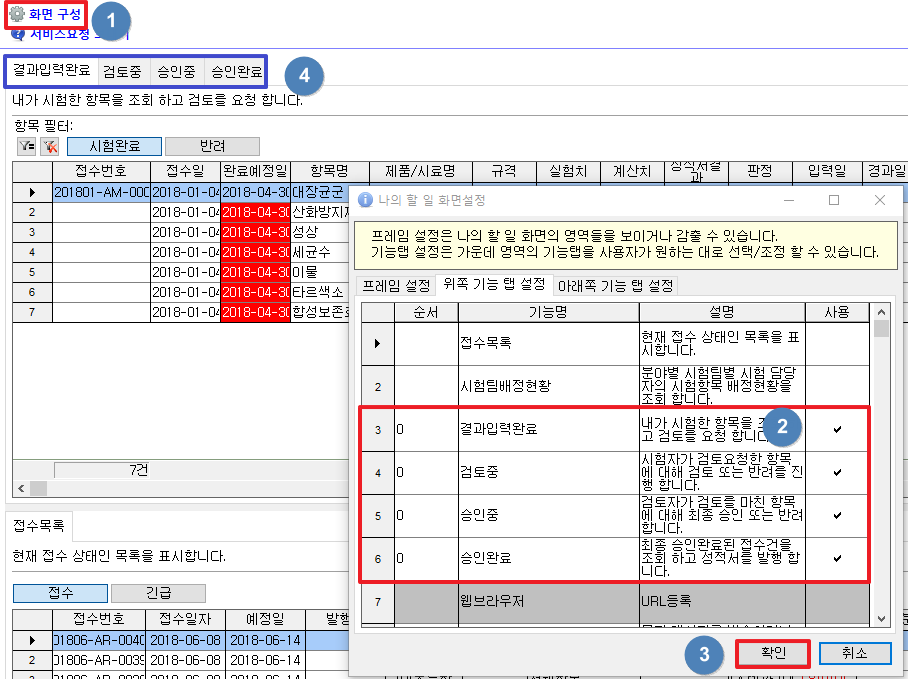 화면 구성
1
서비스요청
결과입력완료 검토중 승인중 승인완료
4
내가 시험한 항목을 조회 하고 검토를 요청 합니다.
항목 필터:
시험완료 반려
접수번호 접수일 완료예정일 항목명 제품/시료명 규격 실험치 계산치 성적서결과 판정 입력일 경과일
201801-AM-000 2018-01-04 2018-04-30 대장균군
2 2018-01-04 2018-04-30 산화방지제
3 2018-01-04 2018-04-30 성상
4 2018-01-04 2018-04-30 세균수
5 2018-01-04 2018-04-30 이물
6 2018-01-04 2018-04-30 타르색소
7 2018-01-04 2018-04-30 합성보존료
7건
나의 할 일 화면설정
프레임 설정은 나의 할 일 화면의 영역들을 보이거나 감출 수 있습니다.
기능탭 설정은 가운데 영역의 기능탭을 사용자가 원하는 대로 선택/조정 할 수 있습니다.
프레임 설정 위쪽 기능 탭 설정 아래쪽 기능 탭 설정
순서 기능명 설명 사용
접수목록 현재 접수 상태인 목록을 표
시합니다.
2 시험팀배정현황 분야별 시험팀별 시험 담당
자의 시험항목 배정현황을
조회 합니다.
3 0 결과입력완료 내가 시험한 항목을 조
고 검토를 요청 합니다
2
4 0 검토중 시험자가 검토요청한 항목
에 대해 검토 또는 반려를 진
행 합니다.
5 0 승인중 검토자가 검토를 마친 항목
에 대해 최종 승인 또는 반려
합니다.
6 0 승인완료 최종 승인완료된 접수건을
조회 하고 성적서를 발행 합
니다.
7 웹브라우저 URL등록
3
확인 취소
접수목록
현재 접수 상태인 목록을 표시합니다.
접수 긴급
접수번호 접수일자 예정일 발행
01806-AR-0040 2018-06-08 2018-06-14
2 01806-AR-0039 2018-06-08 2018-06-14